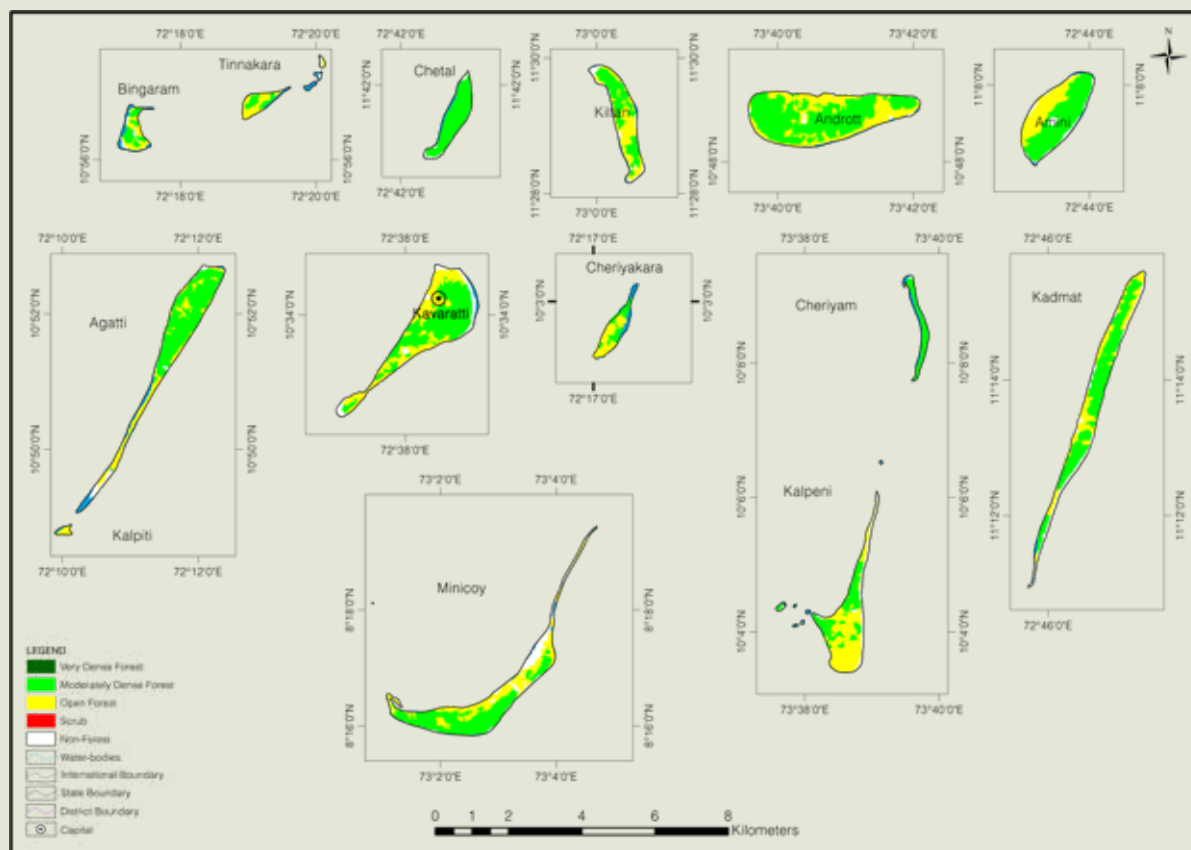 72°18'0"E 72°20'0"E
Tinnakara
Bingaram
10°56'0"N 10°56'0"N
72°18'0"E 72°20'0"E
72°42'0"E
Chetal
11°42'0"N 11°42'0"N
72°42'0"E
73°0'0"E
11°30'0"N
Kiltan
11°28'0"N 11°28'0"N
73°0'0"E
73°40'0"E 73°42'0"E
Andrott
10°48'0"N 10°48'0"N
73°40'0"E 73°42'0"E
72°44'0"E
11°8'0"N 11°8'0"N
Amini
72°44'0"E
N
72°10'0"E 72°12'0"E
10°52'0"N 10°52'0"N
Agatti
10°50'0"N 10°50'0"N
Kalpiti
72°10'0"E 72°12'0"E
72°38'0"E
10°34'0"N 10°34'0"N
Kavaratti
72°38'0"E
72°17'0"E
Cheriyakara
10°3'0"N 10°3'0"N
72°17'0"E
73°38'0"E 73°40'0"E
Cheriyam
10°8'0"N 10°8'0"N
Kalpeni
10°6'0"N 10°6'0"N
10°4'0"N 10°4'0"N
73°38'0"E 73°40'0"E
72°46'0"E
Kadmat
11°14'0"N 11°14'0"N
11°12'0"N 11°12'0"N
72°46'0"E
73°2'0"E 73°4'0"E
Minicoy
8°18'0"N 8°18'0"N
8°16'0"N 8°16'0"N
73°2'0"E 73°4'0"E
LEGEND
Very Dense Forest
Moderately Dense Forest
Open Forest
Scrub
Non-Forest
Water-bodies
International Boundary
State Boundary
District Boundary
Capital
0 1 2 4 6 8
Kilometers